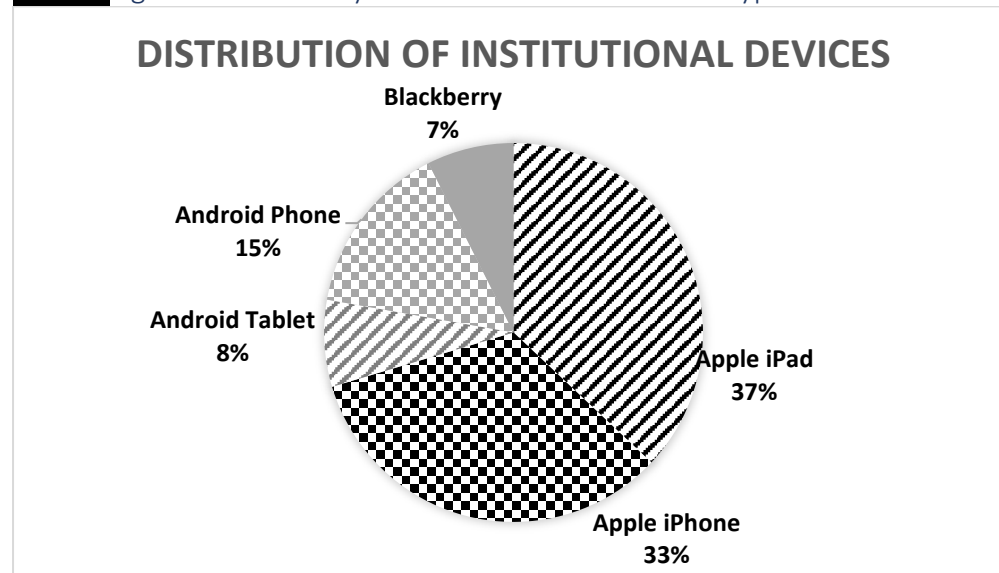 DISTRIBUTION OF INSTITUTIONAL DEVICES
Blackberry
7%
Android Phone
15%
Android Tablet
8%
Apple iPad
37%
Apple iPhone
33%